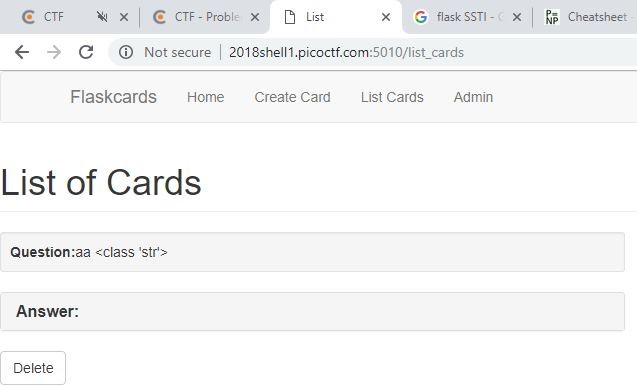 CTF
CTF - Proble
List
flask SSTI - C
Cheatsheet -
Not secure | 2018shell1.picoctf.com:5010/list_cards
Flaskcards Home Create Card List Cards Admin
List of Cards
Question:aa <class 'str'>
Answer:
Delete